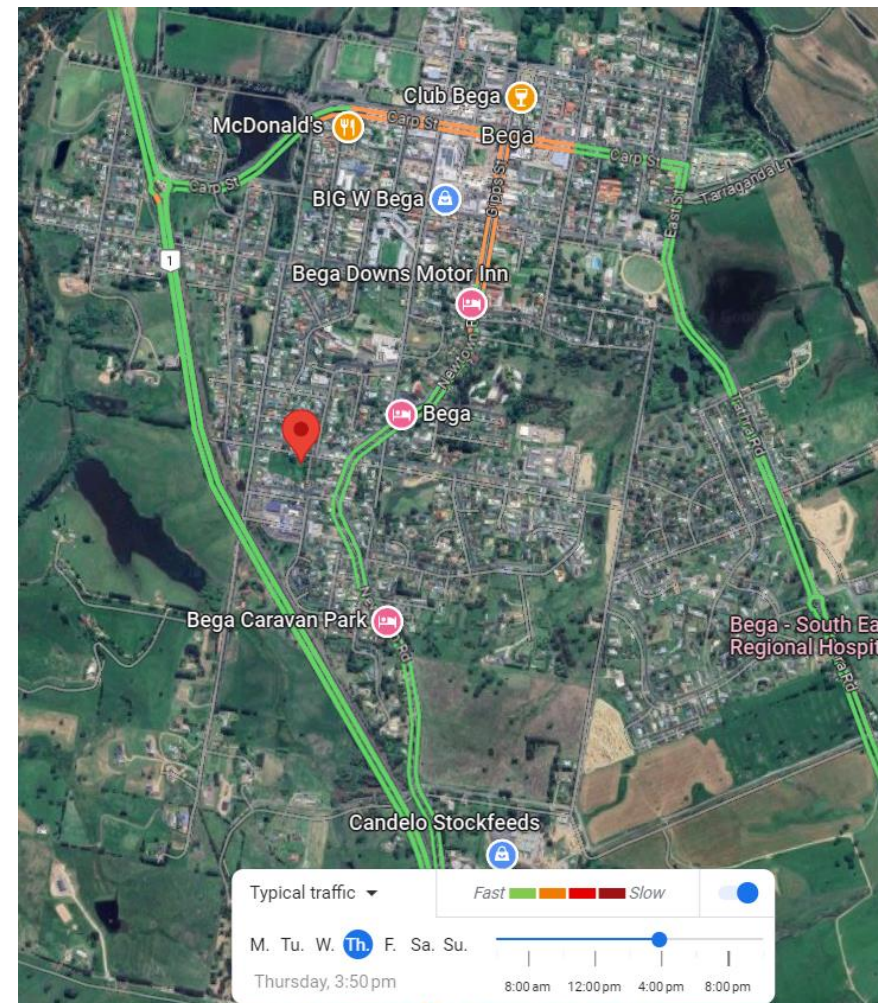 Club Bega
McDonald's
Carp St
Bega
Carp St
Carp St
Tarraganda Ln
BIG W Bega
Gipps St
East St
1
Bega Downs Motor Inn
Bega
Tathra Rd
Bega Caravan Park
Bega - South Ea
Regional Hospit
Candelo Stockfeeds
Typical traffic
Fast Slow
M. Tu. W. Th. F. Sa. Su.
Thursday, 3:50 pm
8:00 am 12:00 pm 4:00 pm 8:00 pm